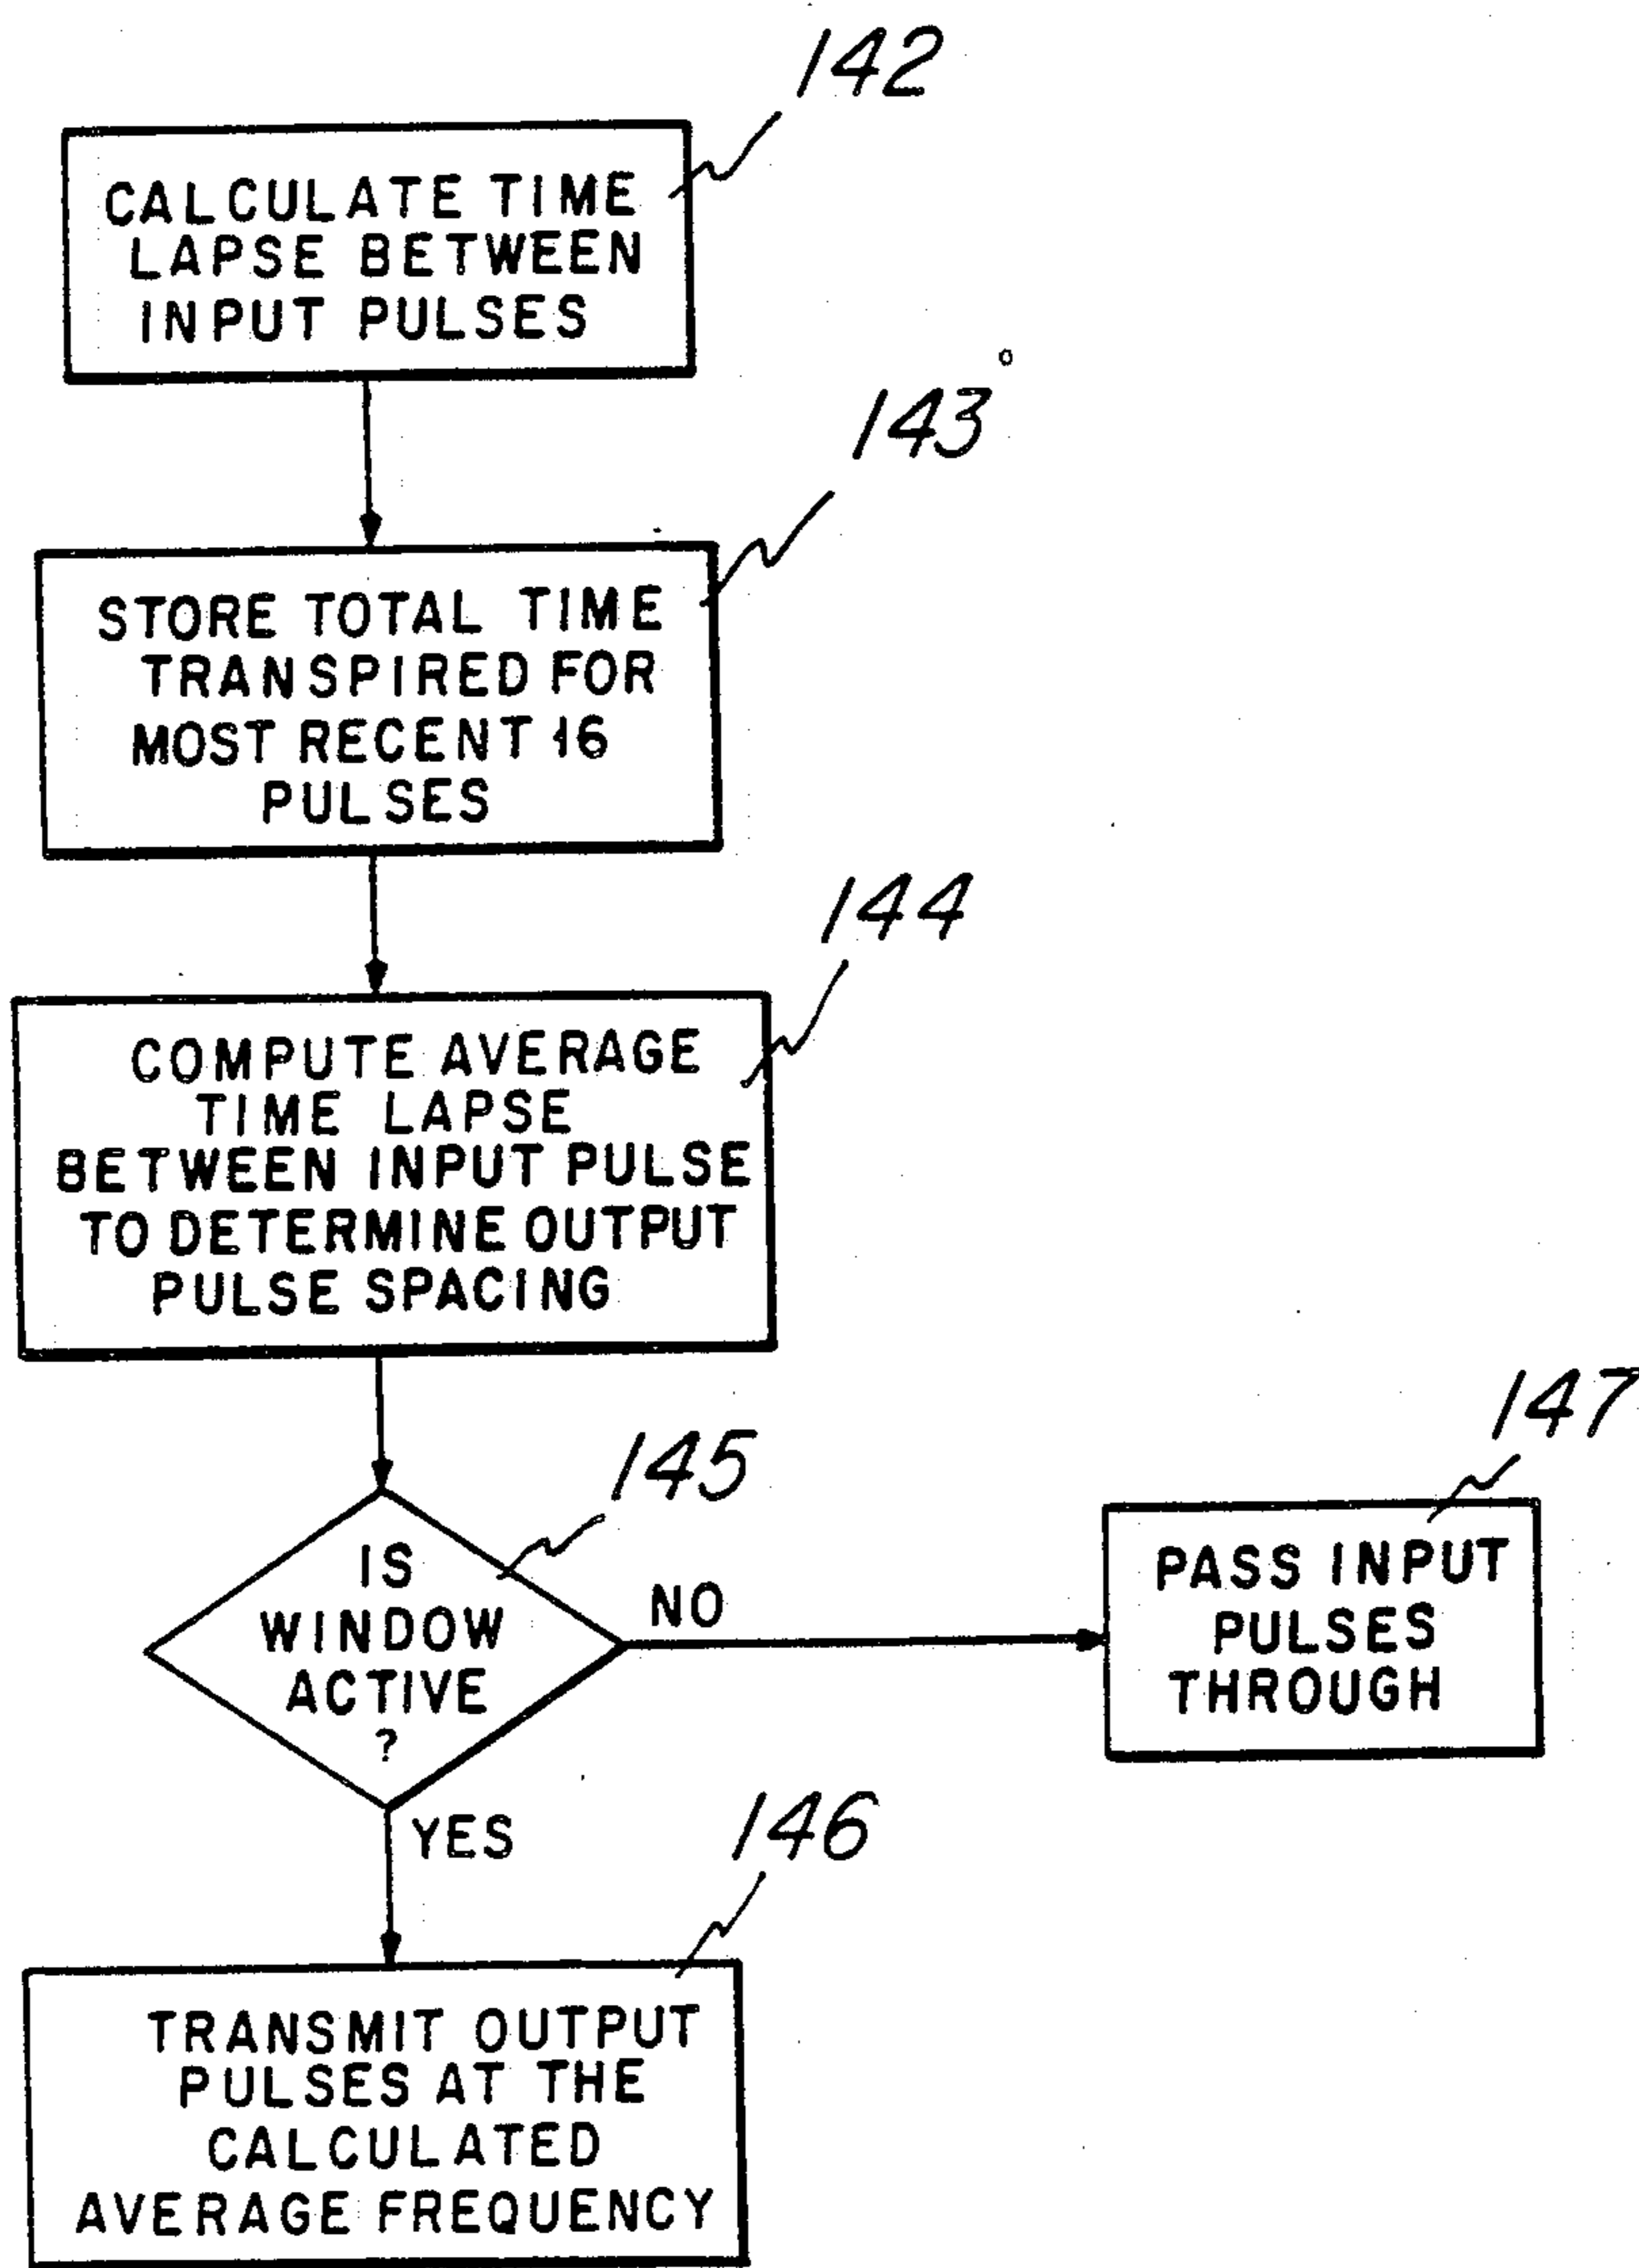 142
CALCULATE TIME
LAPSE BETWEEN
INPUT PULSES
143
STORE TOTAL TIME
TRANSPIRED FOR
MOST RECENT 16
PULSES
144
COMPUTE AVERAGE
TIME LAPSE
BETWEEN INPUT PULSE
TO DETERMINE OUTPUT
PULSE SPACING
145
IS
WINDOW
ACTIVE
?
NO
147
PASS INPUT
PULSES
THROUGH
YES
146
TRANSMIT OUTPUT
PULSES AT THE
CALCULATED
AVERAGE FREQUENCY